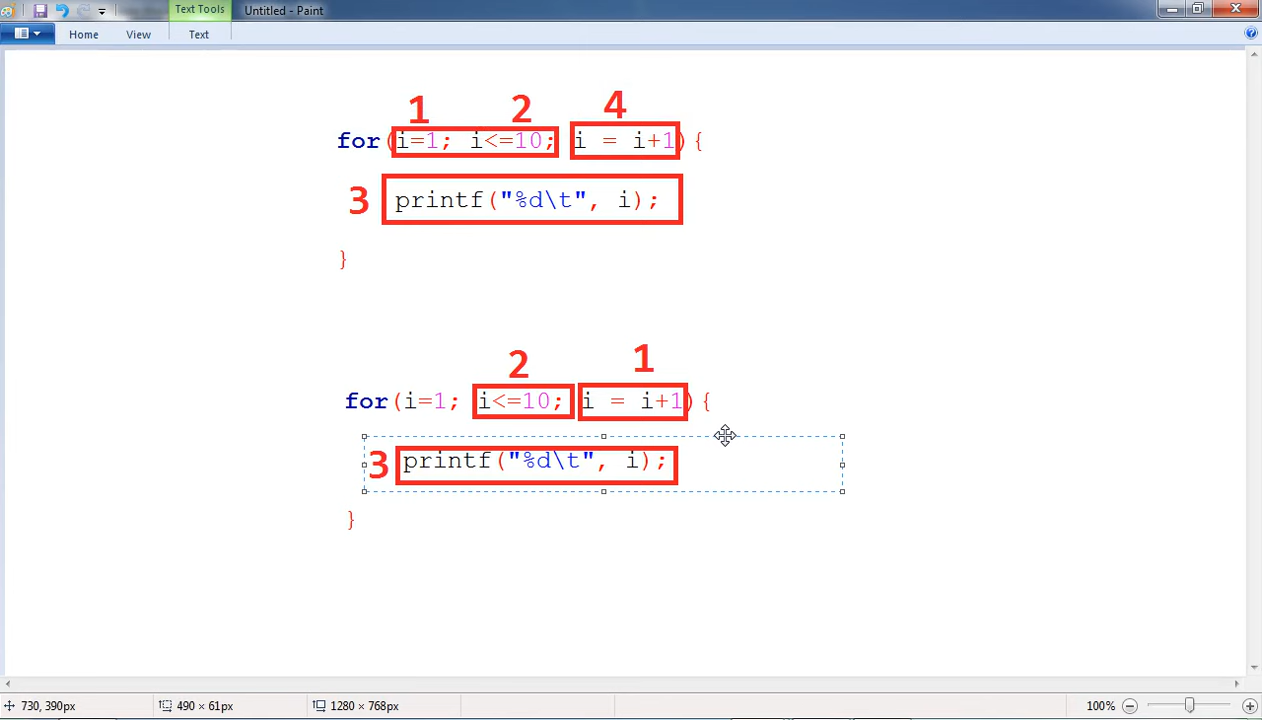 Text Tools
Untitled - Paint
Home View Text
1 2 4
for(i=1; i<=10; i = i+1){
3 printf("%d\t", i);
}
2 1
for(i=1; i<=10; i = i+1){
3 printf("%d\t", i);
}
730, 390px 490 × 61px 1280 × 768px 100%